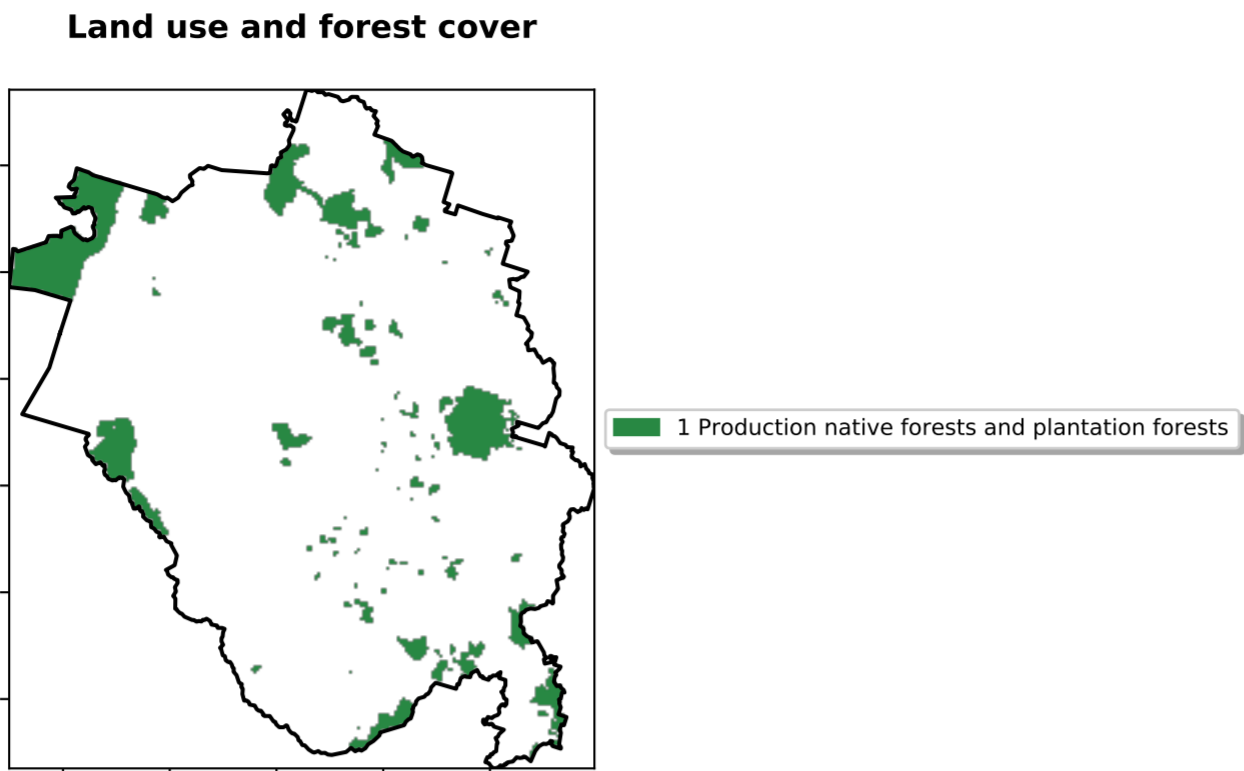 Land use and forest cover
1 Production native forests and plantation forests